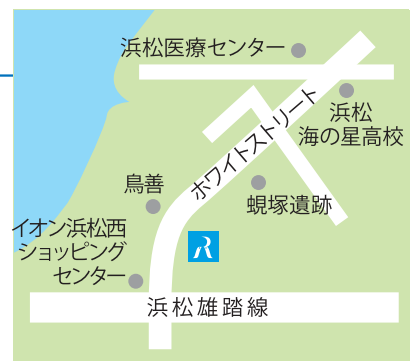 浜松医療センター
浜松
海の星高校
ホワイトストリート
蜆塚遺跡
鳥善
イオン浜松西
ショッピング
センター
R
浜松雄踏線